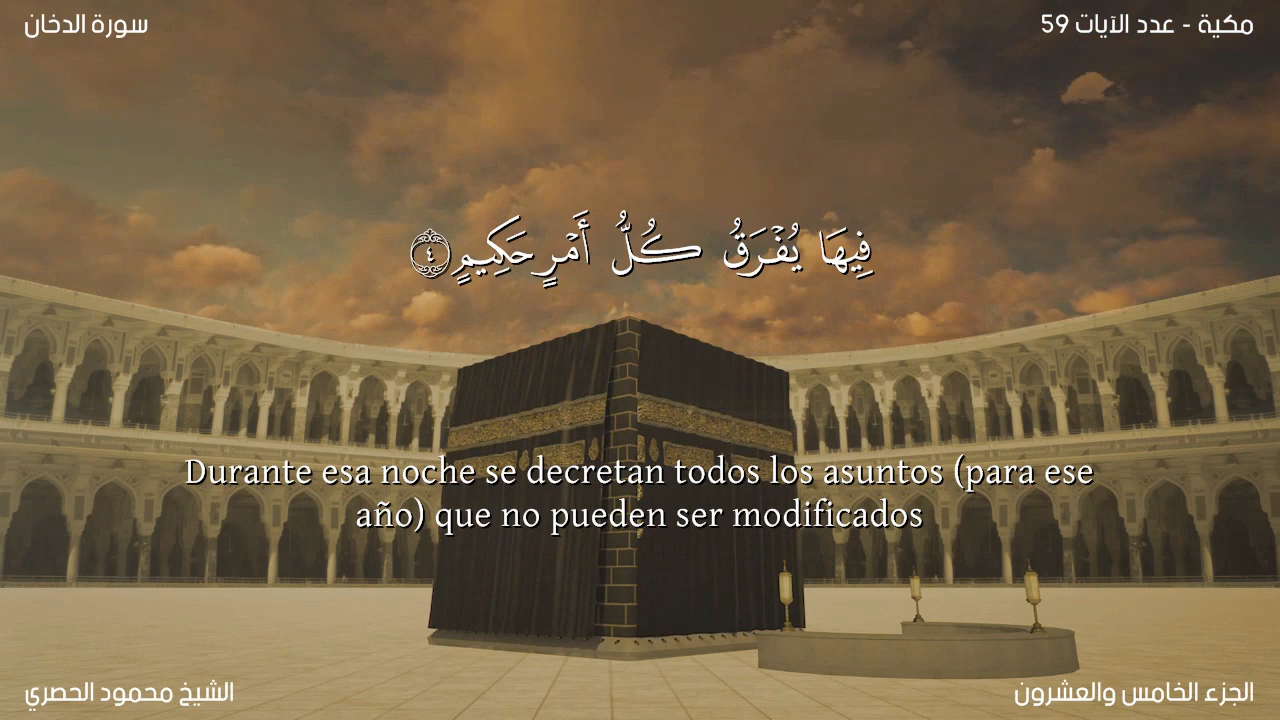 سورة الدخان
مكية - عدد الآيات 59
فِيهَا يُفْرَقُ كُلُّ أَمْرٍ حَكِيمٍ ٤
Durante esa noche se decretan todos los asuntos (para ese
año) que no pueden ser modificados
الشيخ محمود الحصري
الجزء الخامس والعشرون